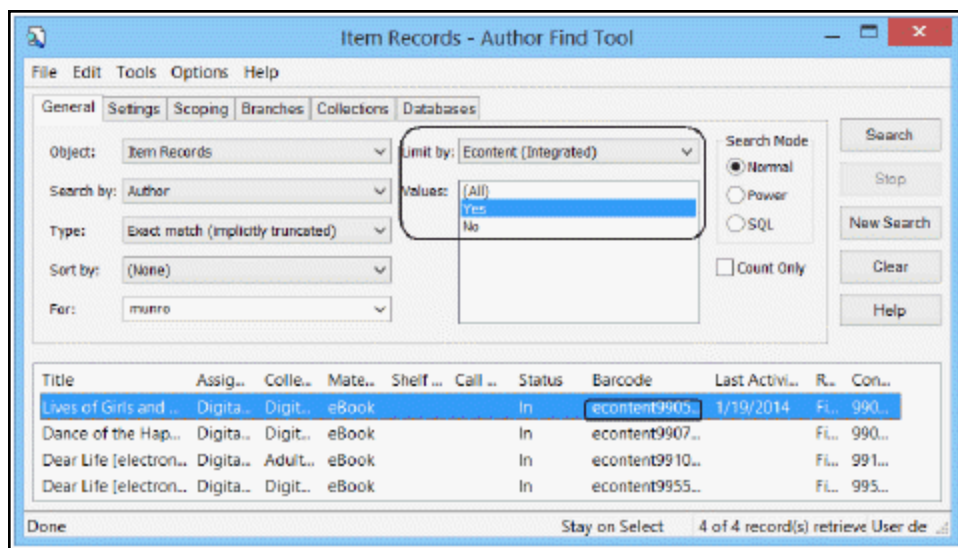 Item Records - Author Find Tool
File Edit Tools Options Help
General Settings Scoping Branches Collections Databases
Object: Item Records
Search by: Author
Type: Exact match (implicitly truncated)
Sort by: (None)
For: munro
Limit by: Econtent (Integrated)
Values: (All)
Yes
No
Search Mode
Normal
Power
SQL
Count Only
Search
Stop
New Search
Clear
Help
Title Assig... Colle... Mate... Shelf ... Call ... Status Barcode Last Activi... R... Con...
Lives of Girls and ... Digita... Digit... eBook In econtent9905... 1/19/2014 Fi... 990...
Dance of the Hap... Digita... Digit... eBook In econtent9907... Fi... 990...
Dear Life [electron... Digita... Adult... eBook In econtent9910... Fi... 991...
Dear Life [electron... Digita... Digit... eBook In econtent9955... Fi... 995...
Done Stay on Select 4 of 4 record(s) retrieve User de